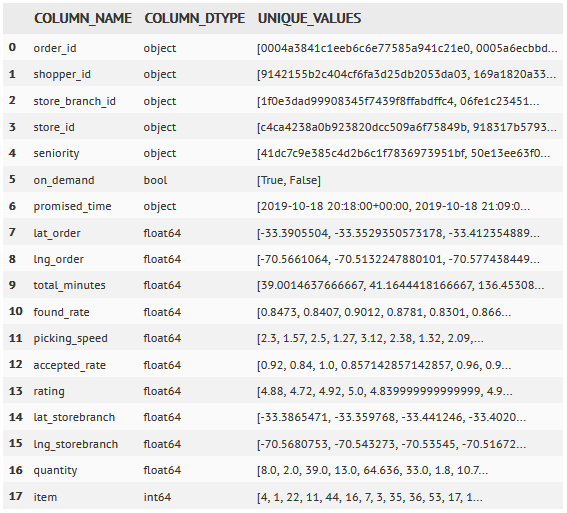 COLUMN_NAME COLUMN_DTYPE UNIQUE_VALUES
0 order_id object [0004a3841c1eeb6c6e77585a941c21e0, 0005a6ecbbd...
1 shopper_id object [9142155b2c404cf6fa3d25db2053da03, 169a1820a33...
2 store_branch_id object [1f0e3dad99908345f7439f8ffabdffc4, 06fe1c23451...
3 store_id object [c4ca4238a0b923820dcc509a6f75849b, 918317b5793...
4 seniority object [41dc7c9e385c4d2b6c1f7836973951bf, 50e13ee63f0...
5 on_demand bool [True, False]
6 promised_time object [2019-10-18 20:18:00+00:00, 2019-10-18 21:09:0...
7 lat_order float64 [-33.3905504, -33.3529350573178, -33.412354889...
8 lng_order float64 [-70.5661064, -70.5132247880101, -70.577438449...
9 total_minutes float64 [39.0014637666667, 41.1644418166667, 136.45308...
10 found_rate float64 [0.8473, 0.8407, 0.9012, 0.8781, 0.8301, 0.866...
11 picking_speed float64 [2.3, 1.57, 2.5, 1.27, 3.12, 2.38, 1.32, 2.09,...
12 accepted_rate float64 [0.92, 0.84, 1.0, 0.857142857142857, 0.96, 0.9...
13 rating float64 [4.88, 4.72, 4.92, 5.0, 4.839999999999999, 4.9...
14 lat_storebranch float64 [-33.3865471, -33.359768, -33.441246, -33.4020...
15 lng_storebranch float64 [-70.5680753, -70.543273, -70.53545, -70.51672...
16 quantity float64 [8.0, 2.0, 39.0, 13.0, 64.636, 33.0, 1.8, 10.7...
17 item int64 [4, 1, 22, 11, 44, 16, 7, 3, 35, 36, 53, 17, 1...